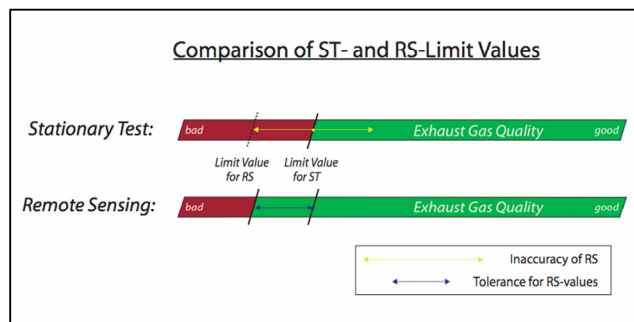 Comparison of ST- and RS-Limit Values
Stationary Test:
bad
Exhaust Gas Quality
good
Limit Value
for RS
Limit Value
for ST
Remote Sensing:
bad
Exhaust Gas Quality
good
Inaccuracy of RS
Tolerance for RS-values